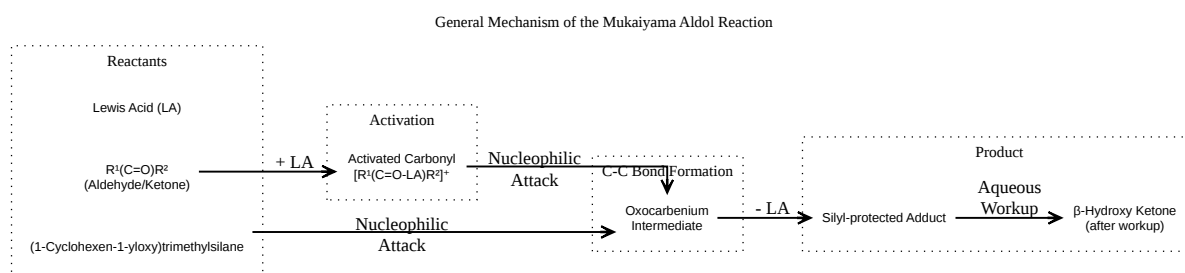 General Mechanism of the Mukaiyama Aldol Reaction
Reactants
Lewis Acid (LA)
R¹(C=O)R²
(Aldehyde/Ketone)
(1-Cyclohexen-1-yloxy)trimethylsilane
+ LA
Activation
Activated Carbonyl
[R¹(C=O-LA)R²]⁺
Nucleophilic
Attack
Nucleophilic
Attack
C-C Bond Formation
Oxocarbenium
Intermediate
- LA
Product
Silyl-protected Adduct
Aqueous
Workup
β-Hydroxy Ketone
(after workup)